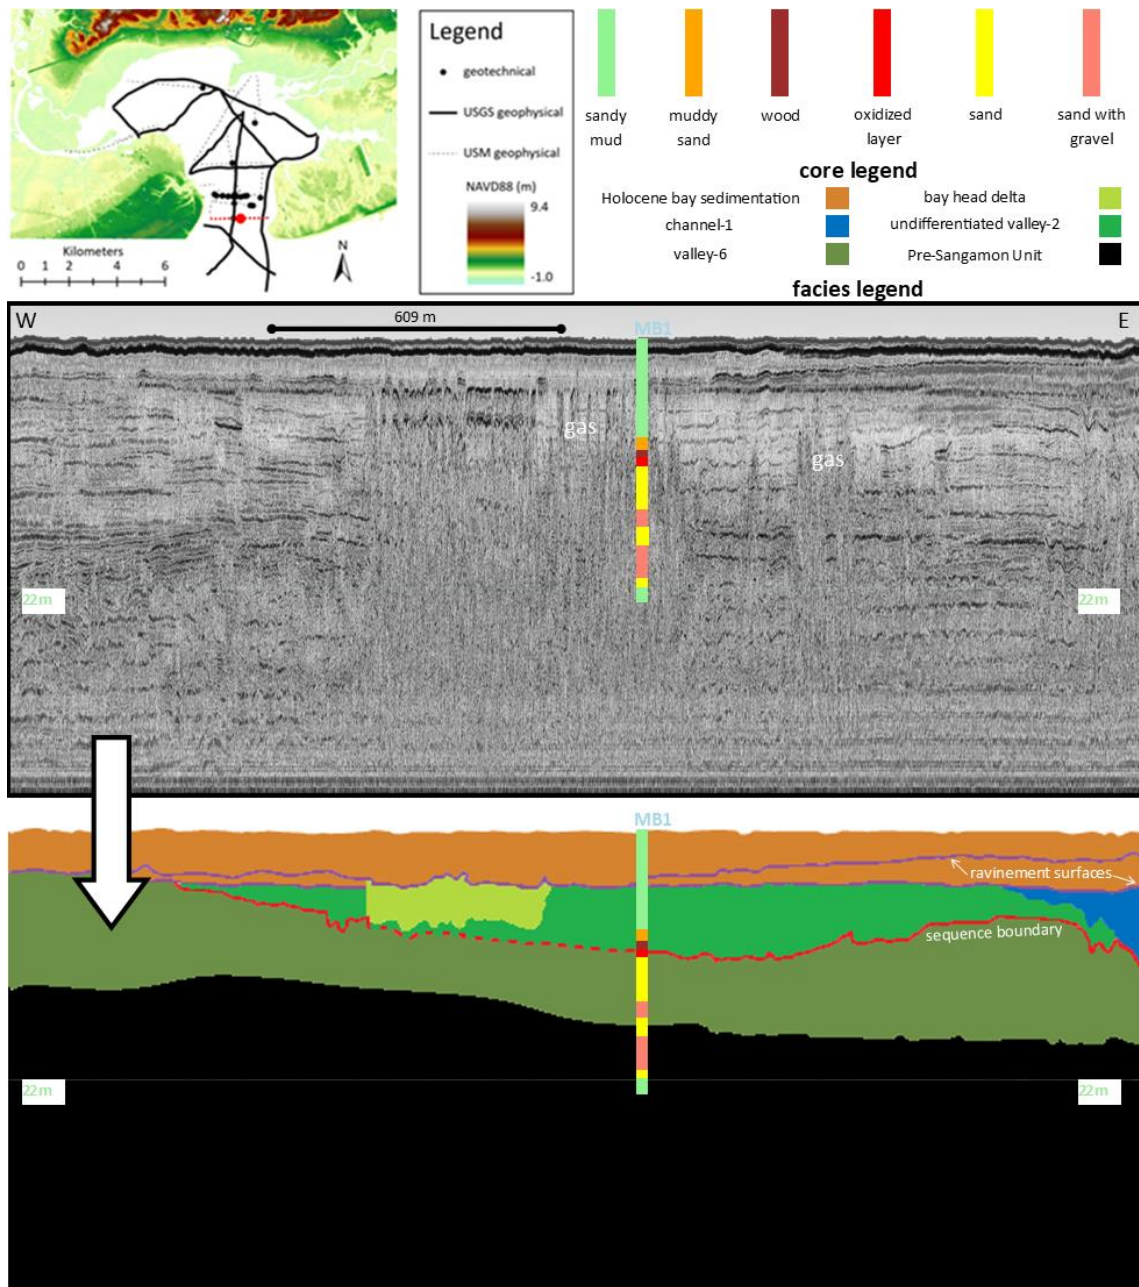 Legend
geotechnical
USGS geophysical
USM geophysical
NAVD88 (m)
9.4
-1.0
Kilometers
0 1 2 4 6
N
sandy mud
muddy sand
wood
oxidized layer
sand
sand with gravel
core legend
Holocene bay sedimentation
bay head delta
channel-1
undifferentiated valley-2
valley-6
Pre-Sangamon Unit
facies legend
W
609 m
MB1
E
gas
gas
22m
22m
MB1
ravinement surfaces
sequence boundary
22m
22m